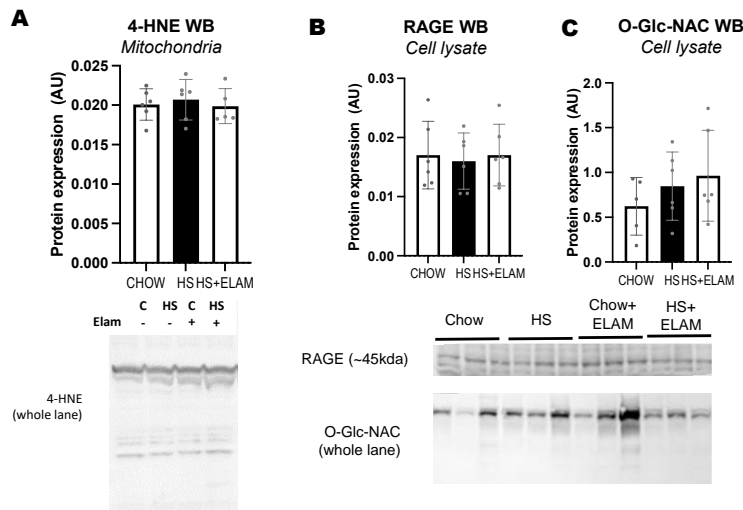 A
4-HNE WB
Mitochondria
Protein expression (AU)
0.025
0.020
0.015
0.010
0.005
0.000
CHOW HS HS+ELAM
C HS C HS
Elam - - + +
4-HNE
(whole lane)
B
RAGE WB
Cell lysate
Protein expression (AU)
0.03
0.02
0.01
0.00
CHOW HS HS+ELAM
C
O-Glc-NAC WB
Cell lysate
Protein expression (AU)
2.0
1.5
1.0
0.5
0.0
CHOW HS HS+ELAM
Chow HS Chow+ HS+
ELAM ELAM
RAGE (~45kda)
O-Glc-NAC
(whole lane)